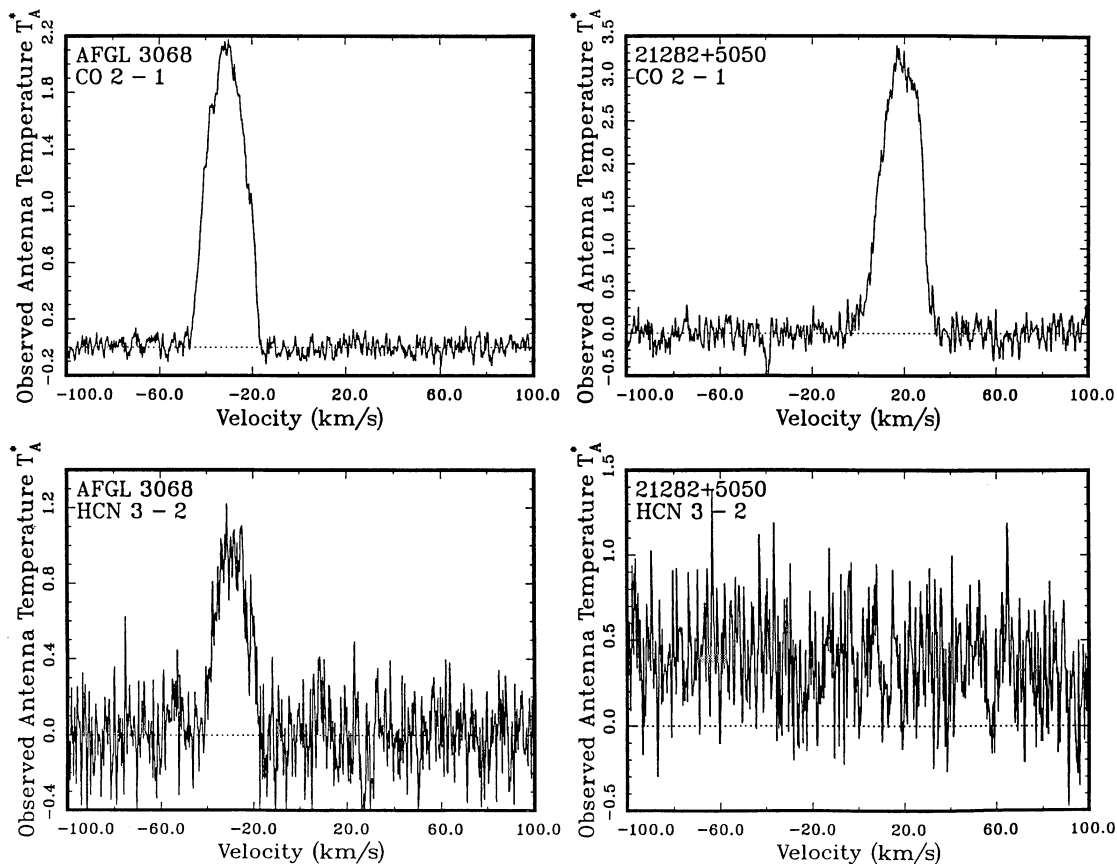 Observed Antenna Temperature T*A
2.2
1.8
1.4
1.0
0.6
0.2
−0.2
AFGL 3068
CO 2 − 1
-100.0 -60.0 -20.0 20.0 60.0 100.0
Velocity (km/s)
Observed Antenna Temperature T*A
3.5
3.0
2.5
2.0
1.5
1.0
0.5
0.0
−0.5
21282+5050
CO 2 − 1
-100.0 -60.0 -20.0 20.0 60.0 100.0
Velocity (km/s)
Observed Antenna Temperature T*A
1.2
0.8
0.4
0.0
−0.4
AFGL 3068
HCN 3 − 2
-100.0 -60.0 -20.0 20.0 60.0 100.0
Velocity (km/s)
Observed Antenna Temperature T*A
1.5
1.0
0.5
0.0
−0.5
21282+5050
HCN 3 − 2
-100.0 -60.0 -20.0 20.0 60.0 100.0
Velocity (km/s)